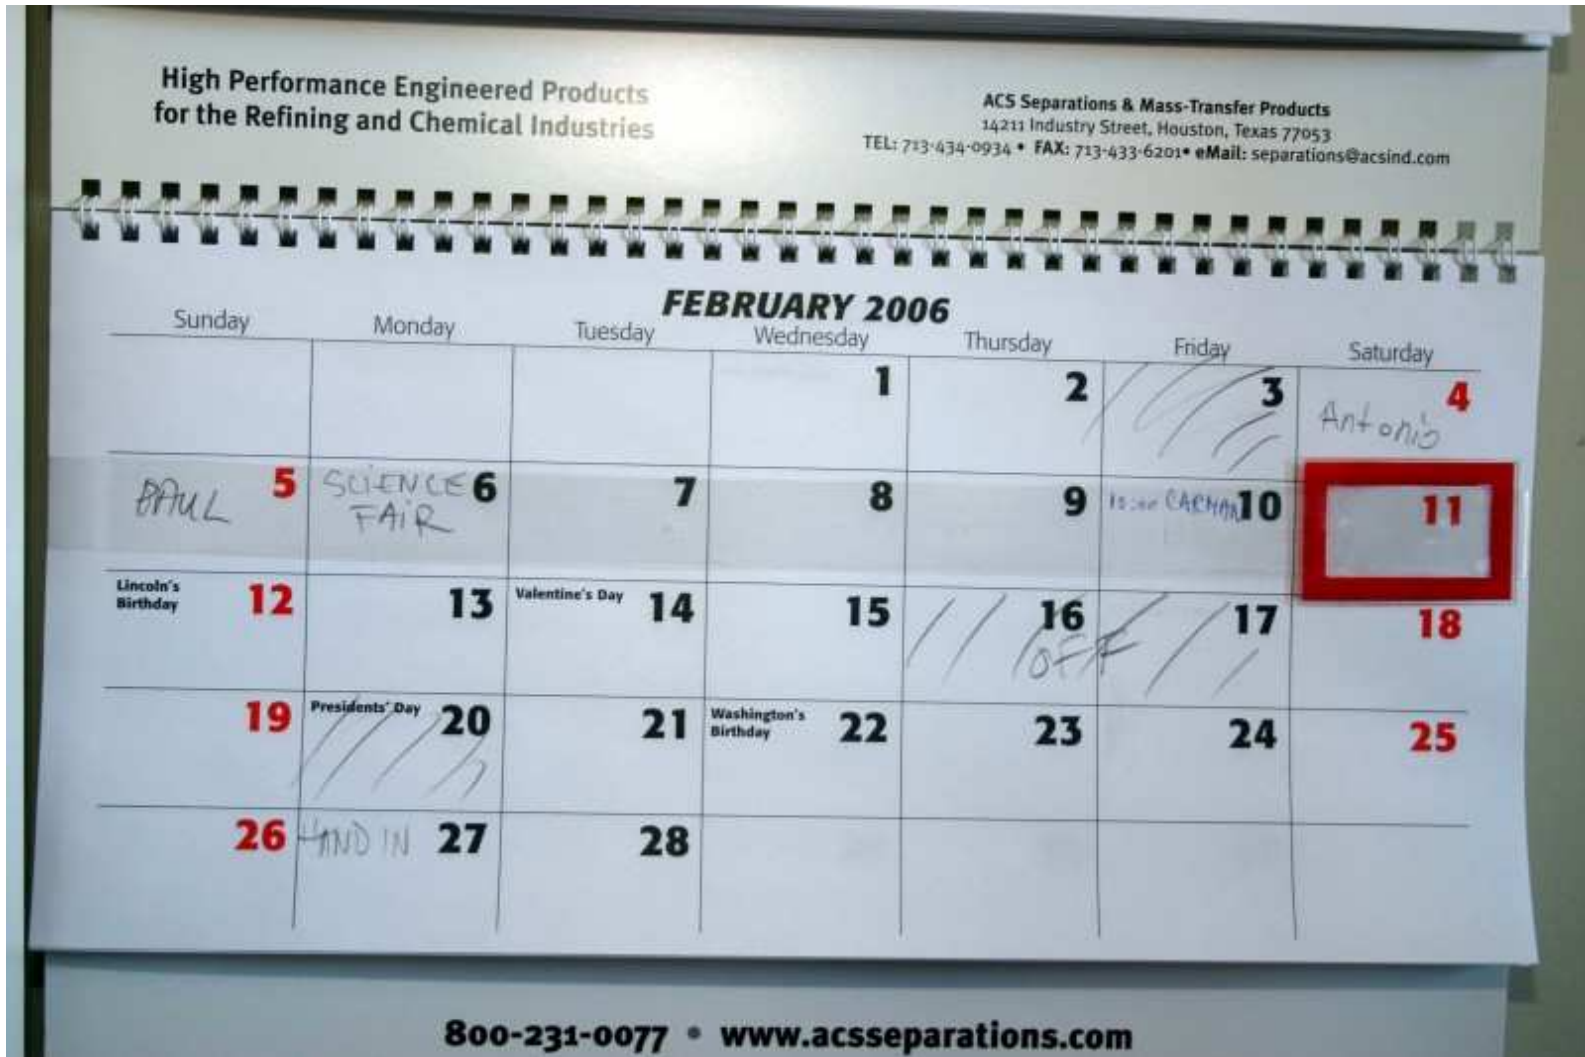 High Performance Engineered Products
for the Refining and Chemical Industries
ACS Separations & Mass-Transfer Products
14211 Industry Street, Houston, Texas 77053
TEL: 713-434-0934 • FAX: 713-433-6201• eMail: separations@acsind.com
FEBRUARY 2006
Sunday Monday Tuesday Wednesday Thursday Friday Saturday
1 2 3 4
Antonio
5 6 7 8 9 10 11
PAUL
SCIENCE
FAIR
Lincoln's
Birthday
12 13
Valentine's Day
14 15 16 17 18
OFF
19
Presidents' Day
20 21
Washington's
Birthday
22 23 24 25
26
HAND IN
27 28
800-231-0077 • www.acsseparations.com